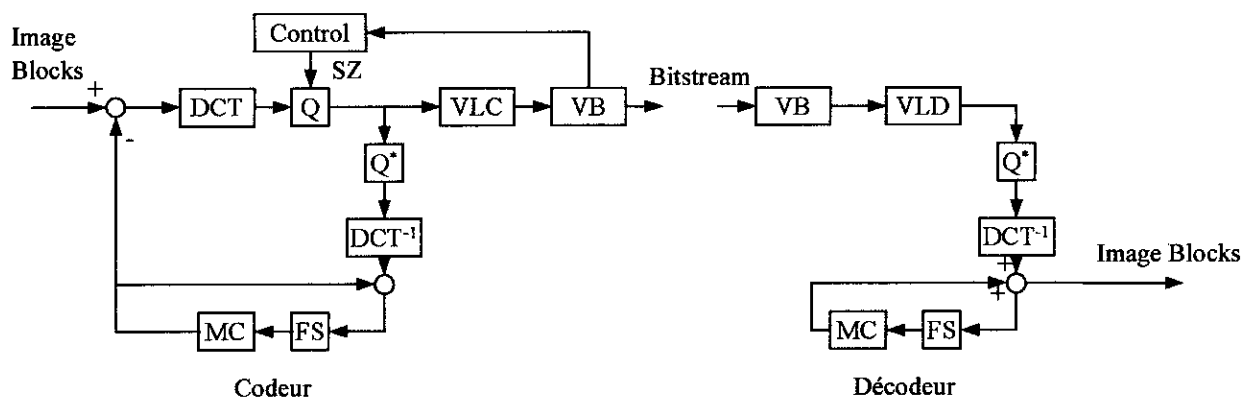 Image
Blocks
+
-
DCT
Control
SZ
Q
VLC
VB
Bitstream
Q*
DCT⁻¹
MC
FS
Codeur
VB
VLD
Q*
DCT⁻¹
+
+
Image Blocks
MC
FS
Décodeur